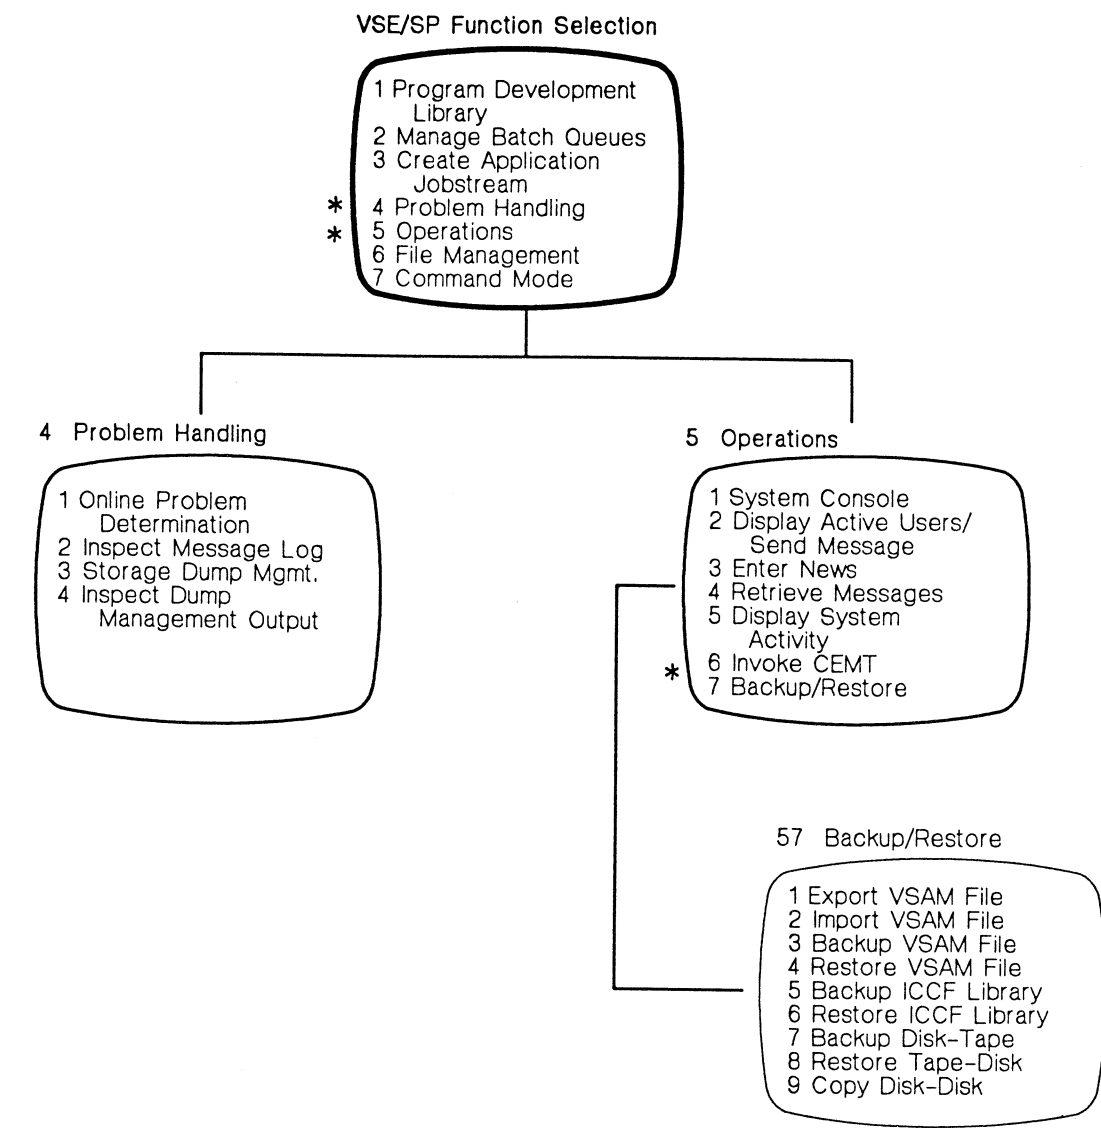 VSE/SP Function Selection
1 Program Development
Library
2 Manage Batch Queues
3 Create Application
Jobstream
* 4 Problem Handling
* 5 Operations
6 File Management
7 Command Mode
4 Problem Handling
1 Online Problem
Determination
2 Inspect Message Log
3 Storage Dump Mgmt.
4 Inspect Dump
Management Output
5 Operations
1 System Console
2 Display Active Users/
Send Message
3 Enter News
4 Retrieve Messages
5 Display System
Activity
6 Invoke CEMT
* 7 Backup/Restore
57 Backup/Restore
1 Export VSAM File
2 Import VSAM File
3 Backup VSAM File
4 Restore VSAM File
5 Backup ICCF Library
6 Restore ICCF Library
7 Backup Disk-Tape
8 Restore Tape-Disk
9 Copy Disk-Disk